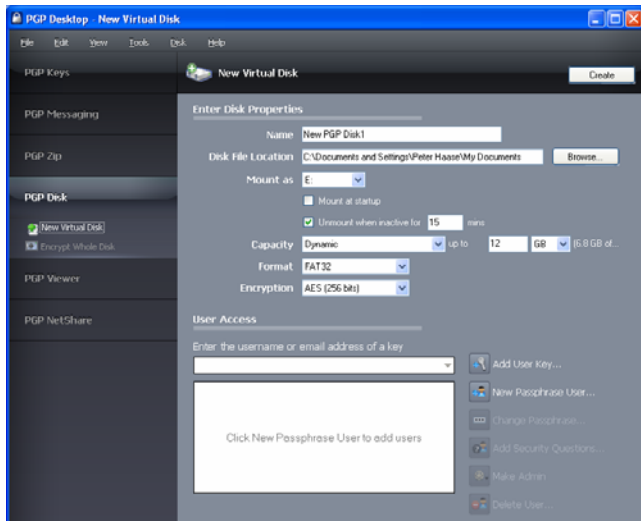 PGP Desktop - New Virtual Disk
File Edit View Tools Disk Help
PGP Keys
PGP Messaging
PGP Zip
PGP Disk
New Virtual Disk
Encrypt Whole Disk
PGP Viewer
PGP NetShare
New Virtual Disk
Create
Enter Disk Properties
Name New PGP Disk1
Disk File Location C:\Documents and Settings\Peter Haase\My Documents Browse...
Mount as E:
Mount at startup
Unmount when inactive for 15 mins
Capacity Dynamic up to 12 GB (6.8 GB of...
Format FAT32
Encryption AES (256 bits)
User Access
Enter the username or email address of a key
Add User Key...
New Passphrase User...
Click New Passphrase User to add users
Change Passphrase...
Add Security Questions...
Make Admin
Delete User...